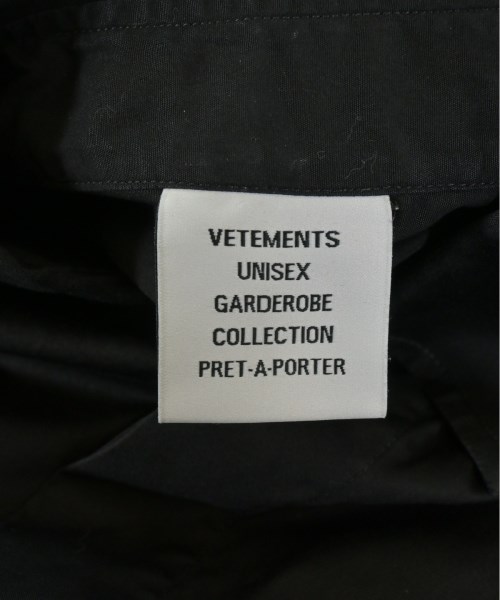 VETEMENTS
UNISEX
GARDEROBE
COLLECTION
PRET-A-PORTER